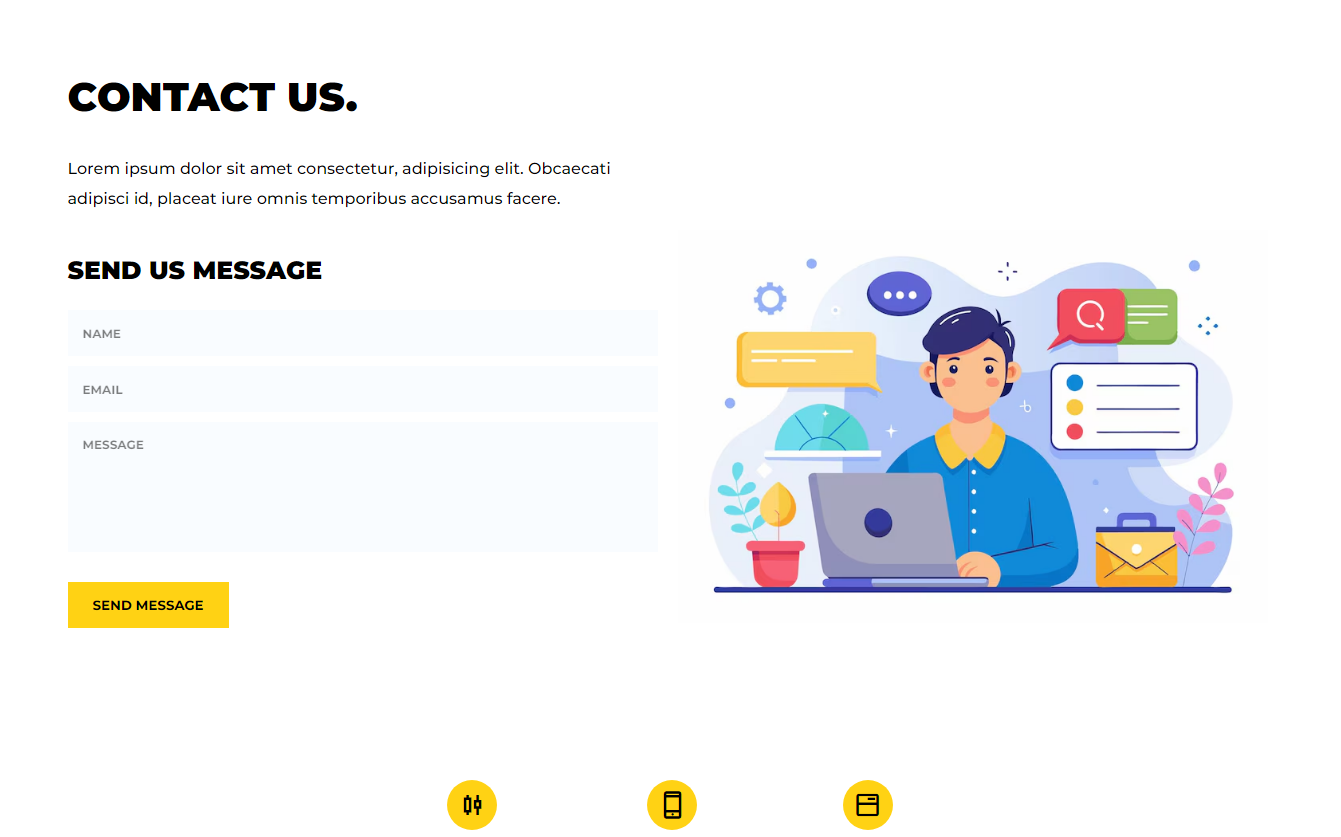 CONTACT US.
Lorem ipsum dolor sit amet consectetur, adipisicing elit. Obcaecati
adipisci id, placeat iure omnis temporibus accusamus facere.
SEND US MESSAGE
NAME
EMAIL
MESSAGE
SEND MESSAGE